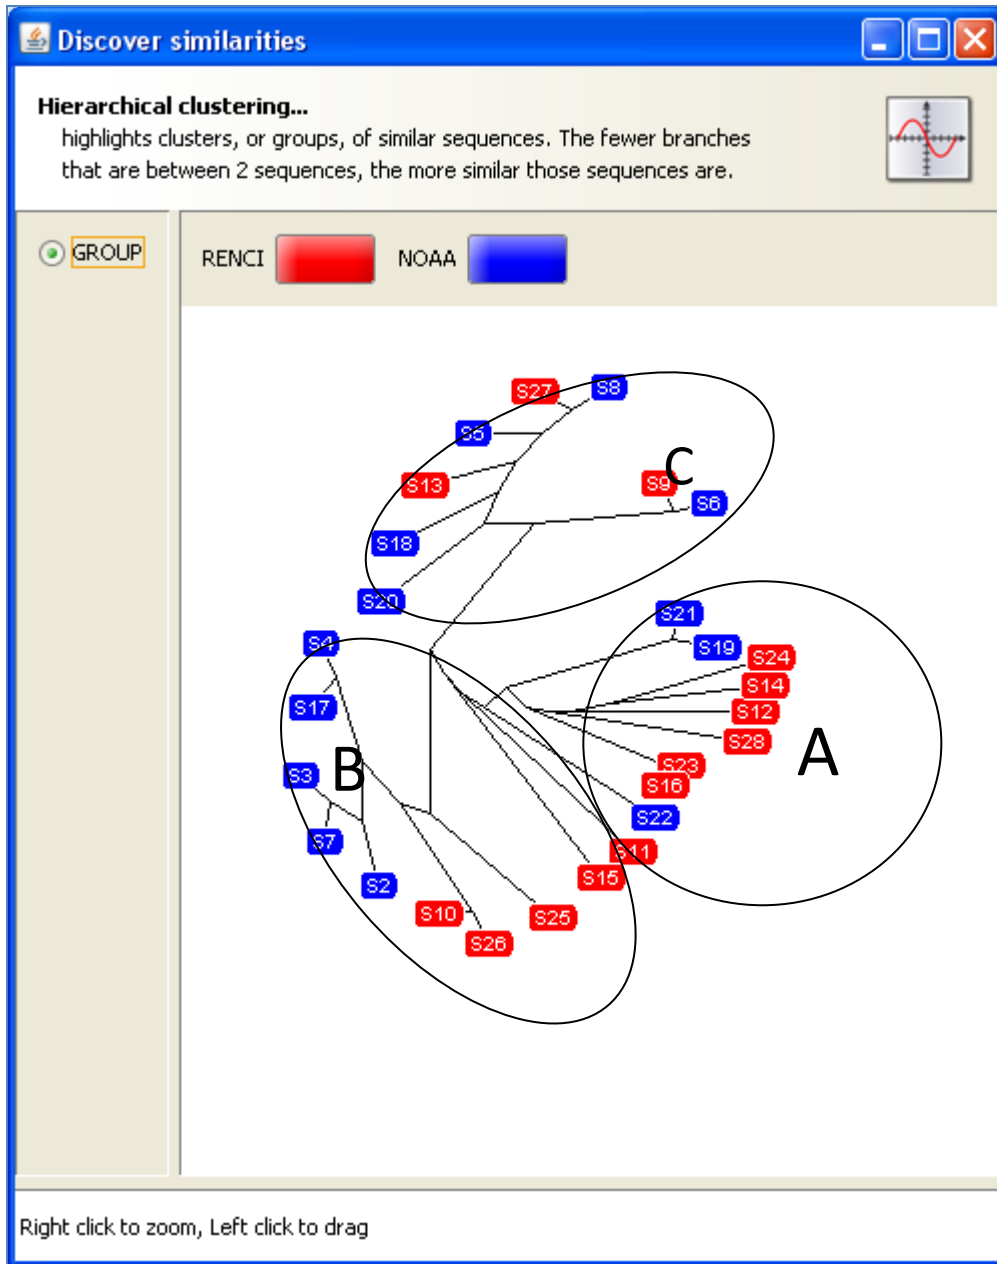 Discover similarities
Hierarchical clustering...
highlights clusters, or groups, of similar sequences. The fewer branches
that are between 2 sequences, the more similar those sequences are.
GROUP
RENCI
NOAA
S27
S8
S5
C
S13
S9
S6
S18
S20
S21
S4
S19
S24
S14
S17
S12
S28
A
B
S23
S3
S16
S22
S7
S11
S15
S2
S10
S25
S26
Right click to zoom, Left click to drag